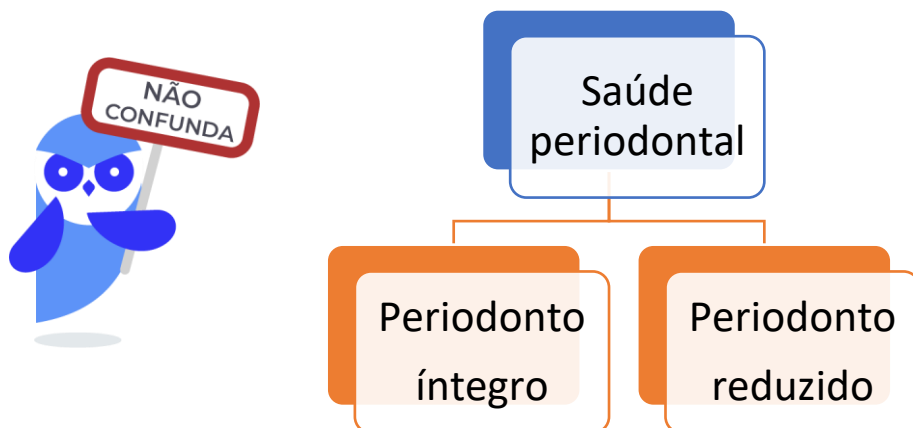 NÃO
CONFUNDA
Saúde
periodontal
Periodonto
íntegro
Periodonto
reduzido